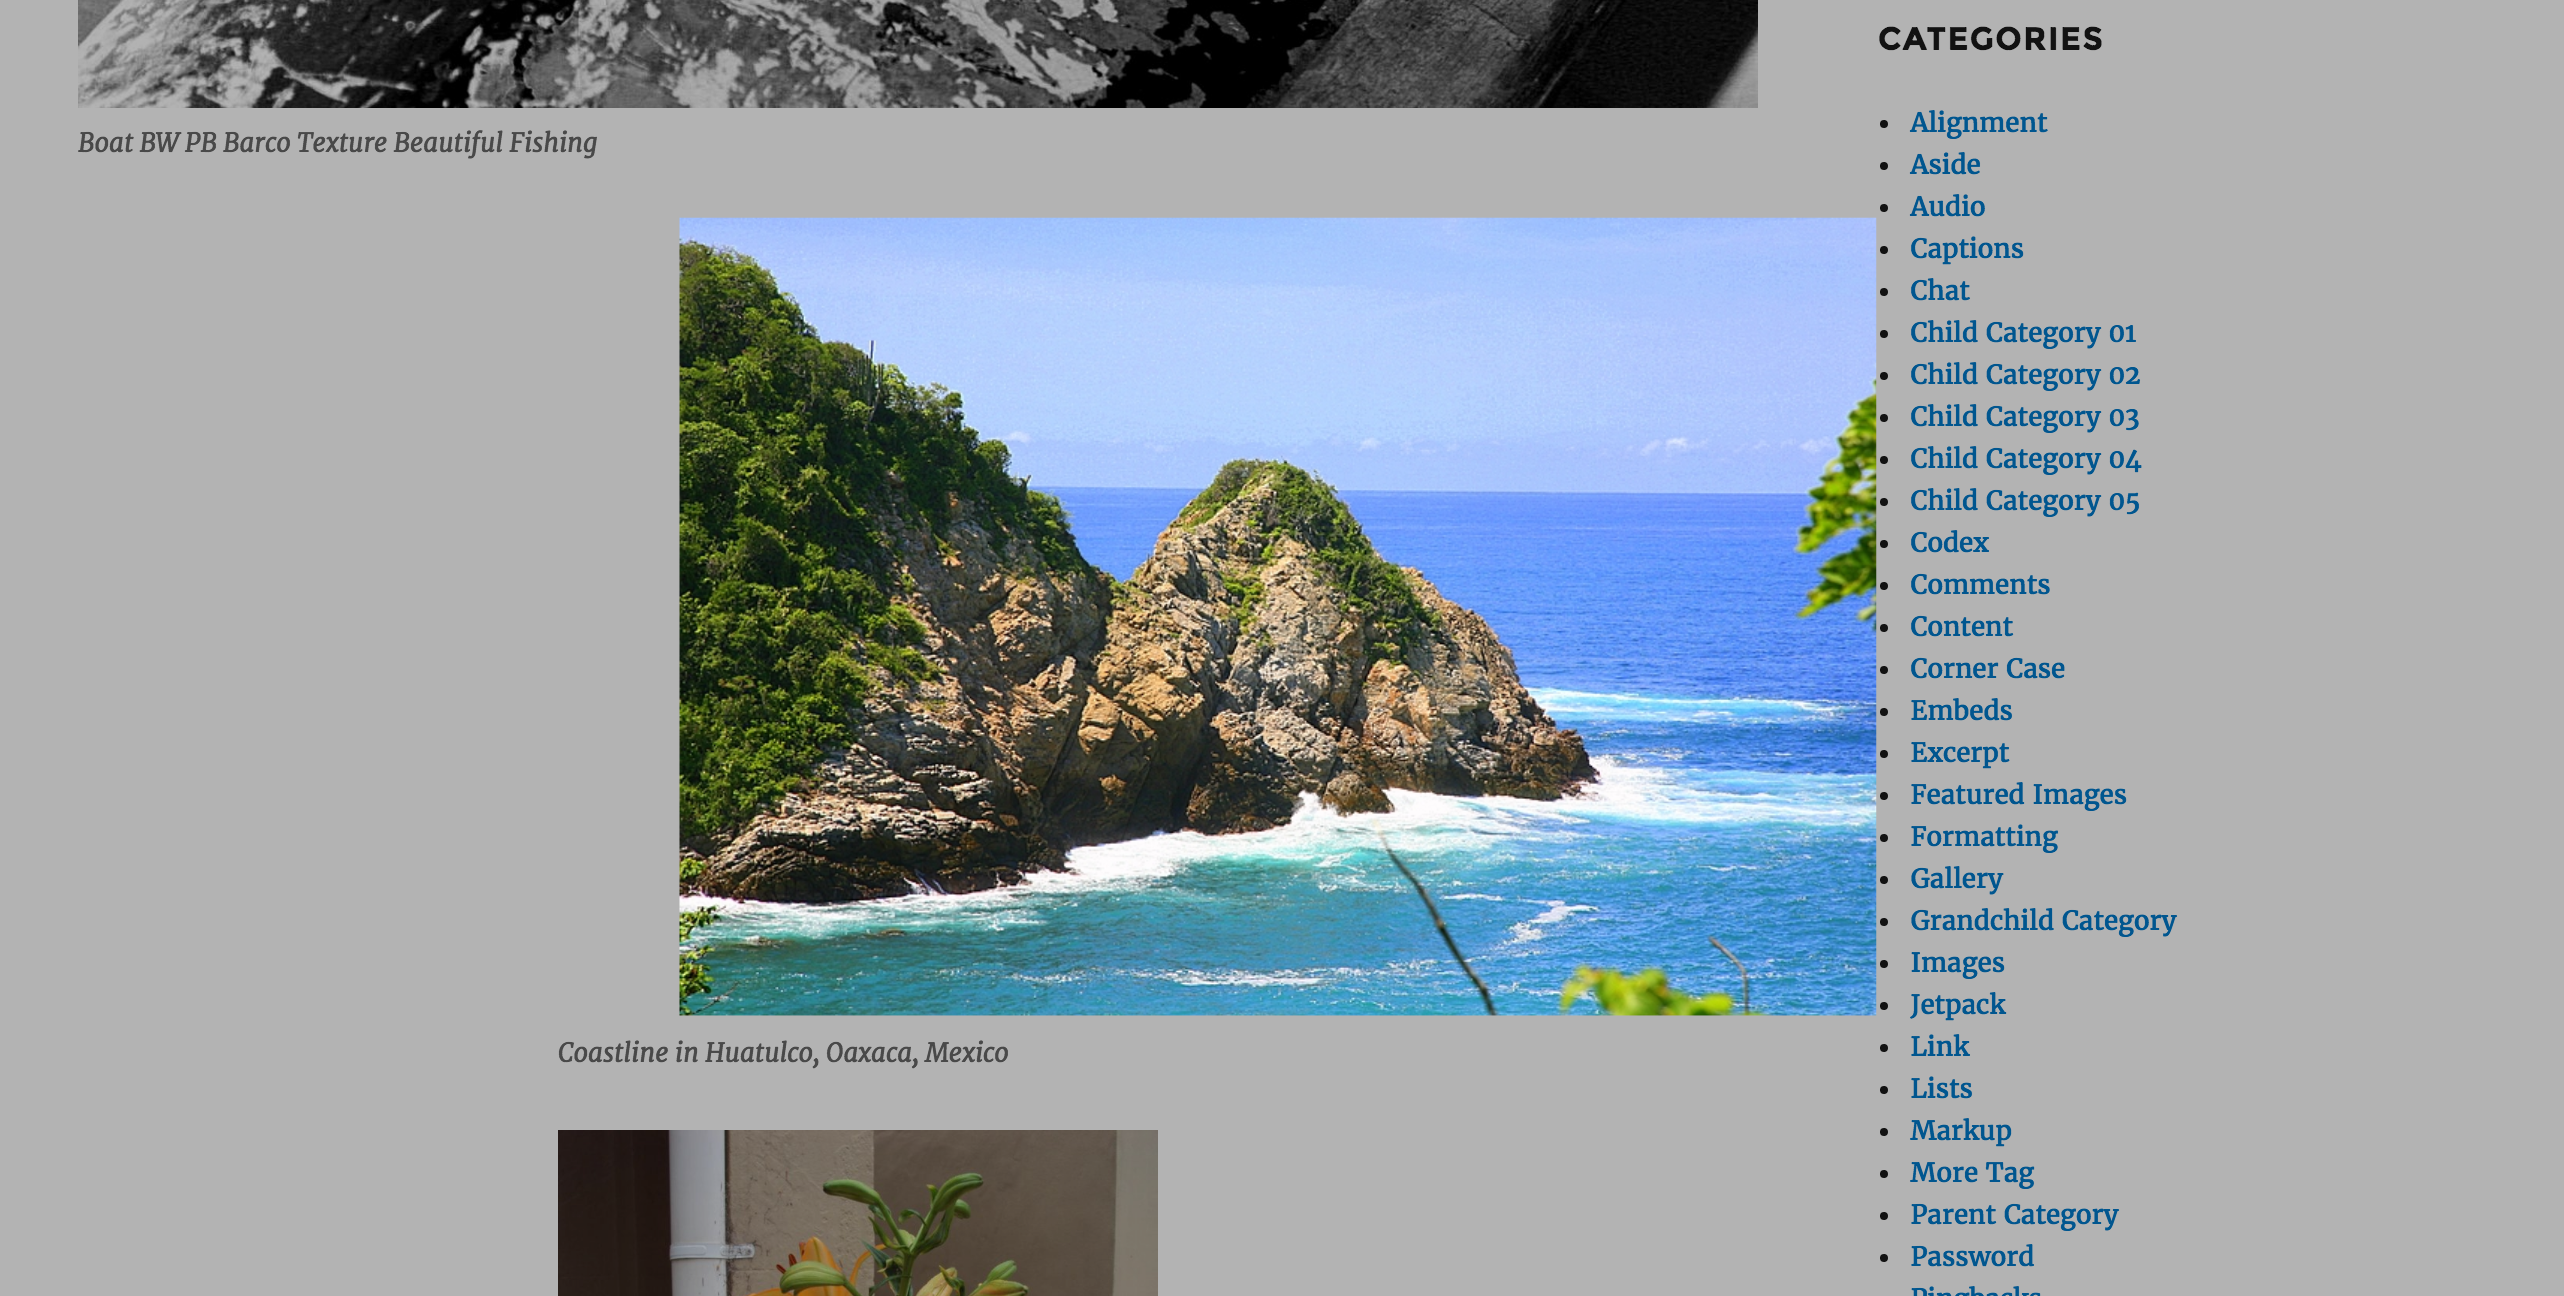 Boat BW PB Barco Texture Beautiful Fishing
Coastline in Huatulco, Oaxaca, Mexico
CATEGORIES
Alignment
Aside
Audio
Captions
Chat
Child Category 01
Child Category 02
Child Category 03
Child Category 04
Child Category 05
Codex
Comments
Content
Corner Case
Embeds
Excerpt
Featured Images
Formatting
Gallery
Grandchild Category
Images
Jetpack
Link
Lists
Markup
More Tag
Parent Category
Password